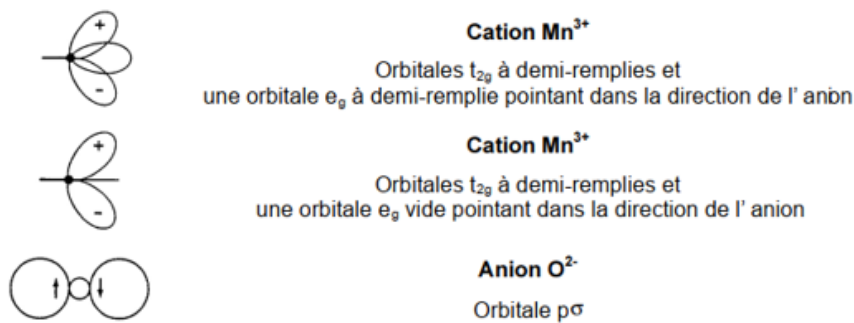 +
-
Cation Mn³⁺
Orbitales t₂g à demi-remplies et
une orbitale eg à demi-remplie pointant dans la direction de l' anion
+
-
Cation Mn³⁺
Orbitales t₂g à demi-remplies et
une orbitale eg vide pointant dans la direction de l' anion
Anion O²⁻
Orbitale pσ